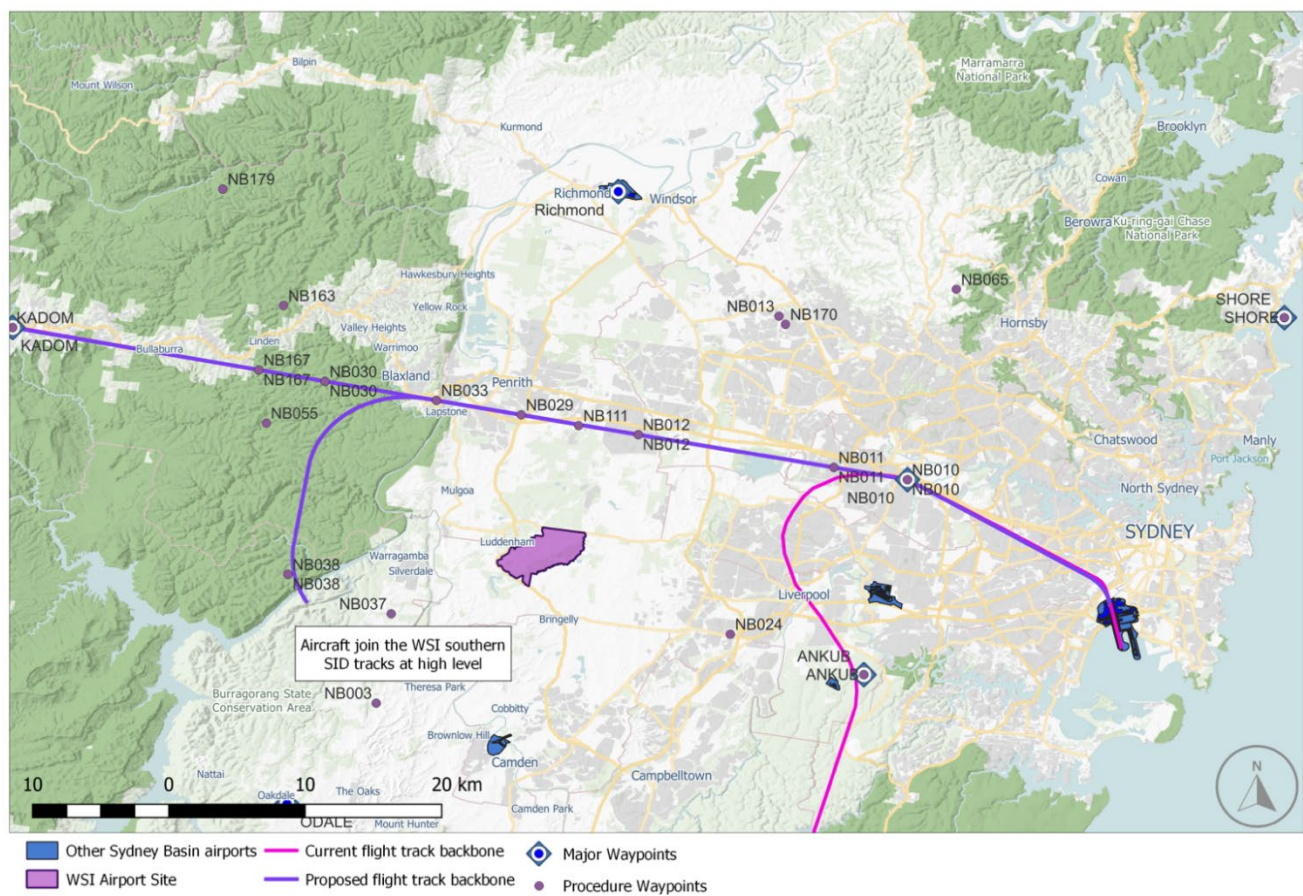 Bilpin
Mount Wilson
Marramarra
National Park
Kurmond
Brooklyn
Cowan
NB179
Richmond
Richmond
Windsor
Berowra
Ku-ring-gai Chase
National Park
Hawkesbury Heights
NB065
NB163
Yellow Rock
NB013
NB170
Hornsby
SHORE
SHORE
KADOM
KADOM
Valley Heights
Linden
Warrimoo
Bullaburra
NB167
NB167
NB030
NB030
Blaxland
Penrith
NB033
Lapstone
NB029
NB111
NB012
NB012
NB055
Chatswood
Manly
Port Jackson
NB011
NB011
NB010
NB010
NB010
North Sydney
Mulgoa
SYDNEY
Luddenham
Warragamba
Silverdale
NB038
NB038
Liverpool
NB037
Bringelly
NB024
Aircraft join the WSI southern
SID tracks at high level
ANKUB
ANKUB
Theresa Park
Burragorang State
Conservation Area
NB003
Cobbitty
Brownlow Hill
Camden
Nattai
Campbelltown
N
10 0 10 20 km
Oakdale
The Oaks
Camden Park
ODALE
Mount Hunter
Other Sydney Basin airports
Current flight track backbone
Major Waypoints
WSI Airport Site
Proposed flight track backbone
Procedure Waypoints